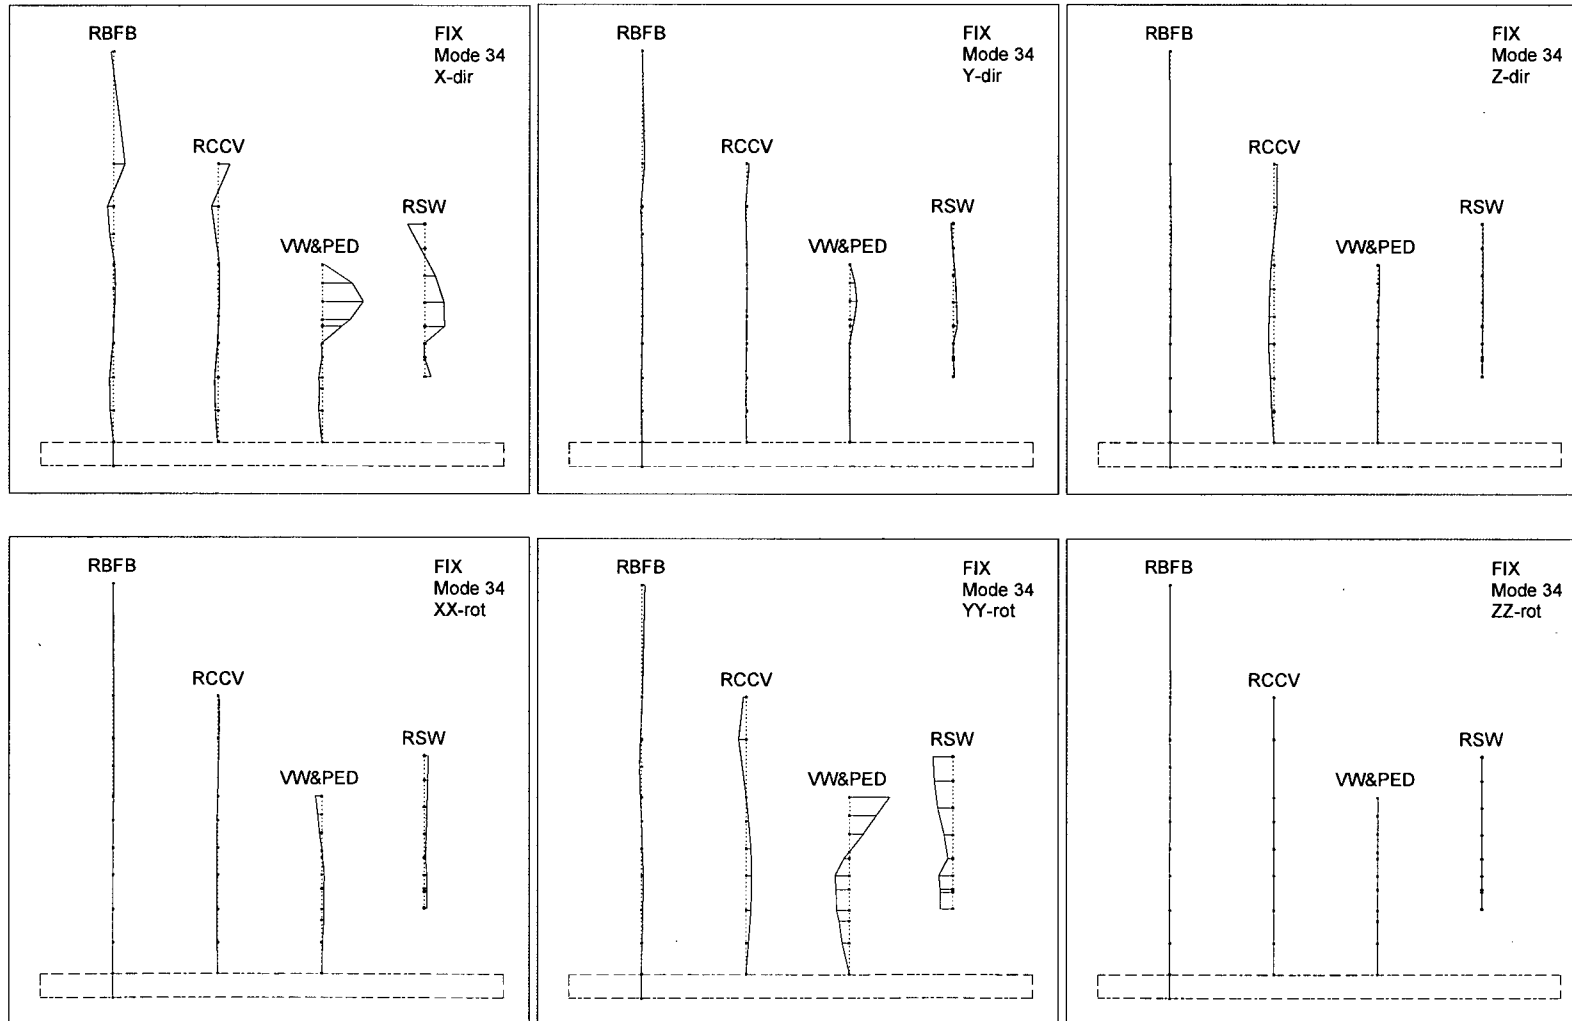 RBFB
FIX
Mode 34
X-dir
RCCV
RSW
VW&PED
RBFB
FIX
Mode 34
Y-dir
RCCV
RSW
VW&PED
RBFB
FIX
Mode 34
Z-dir
RCCV
RSW
VW&PED
RBFB
FIX
Mode 34
XX-rot
RCCV
RSW
VW&PED
RBFB
FIX
Mode 34
YY-rot
RCCV
RSW
VW&PED
RBFB
FIX
Mode 34
ZZ-rot
RCCV
RSW
VW&PED